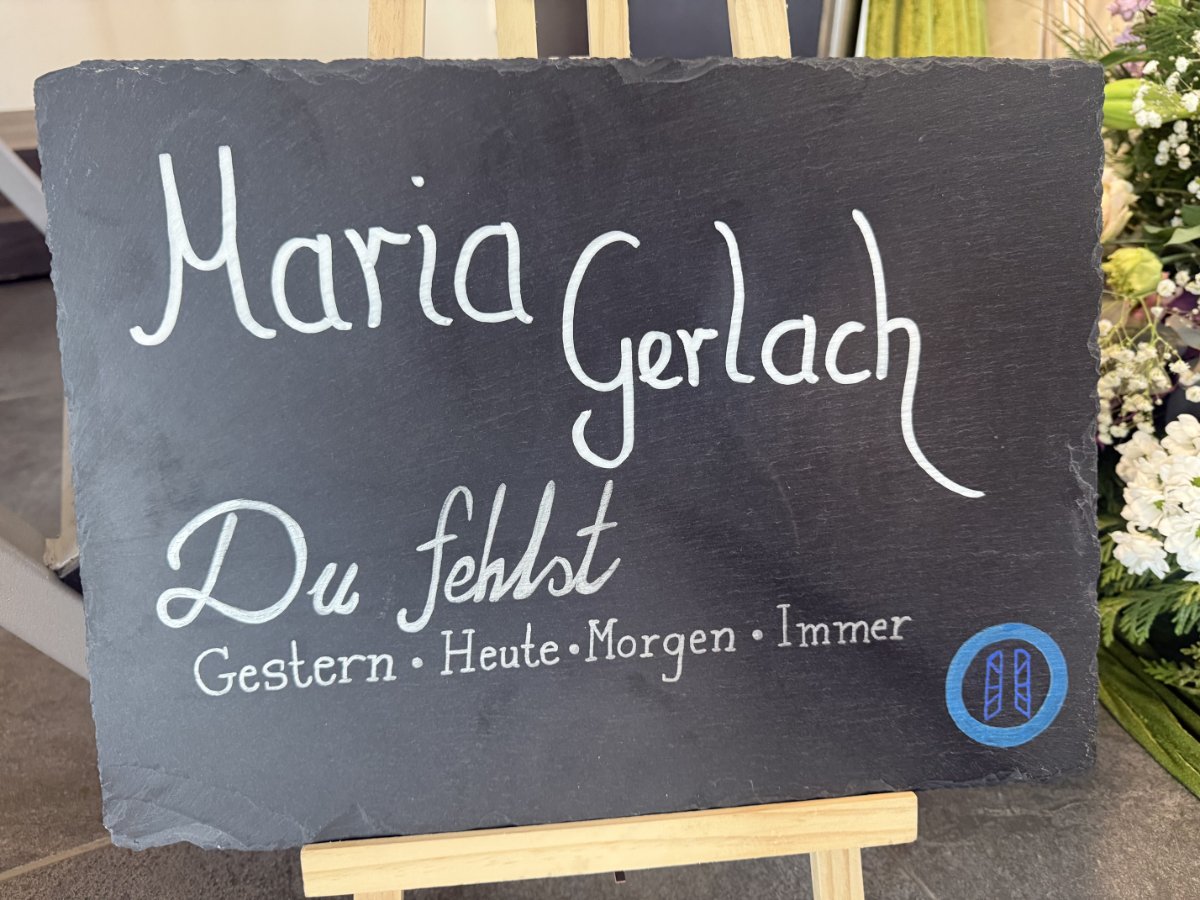 Maria
Gerlach
Du fehlst
Gestern · Heute · Morgen · Immer